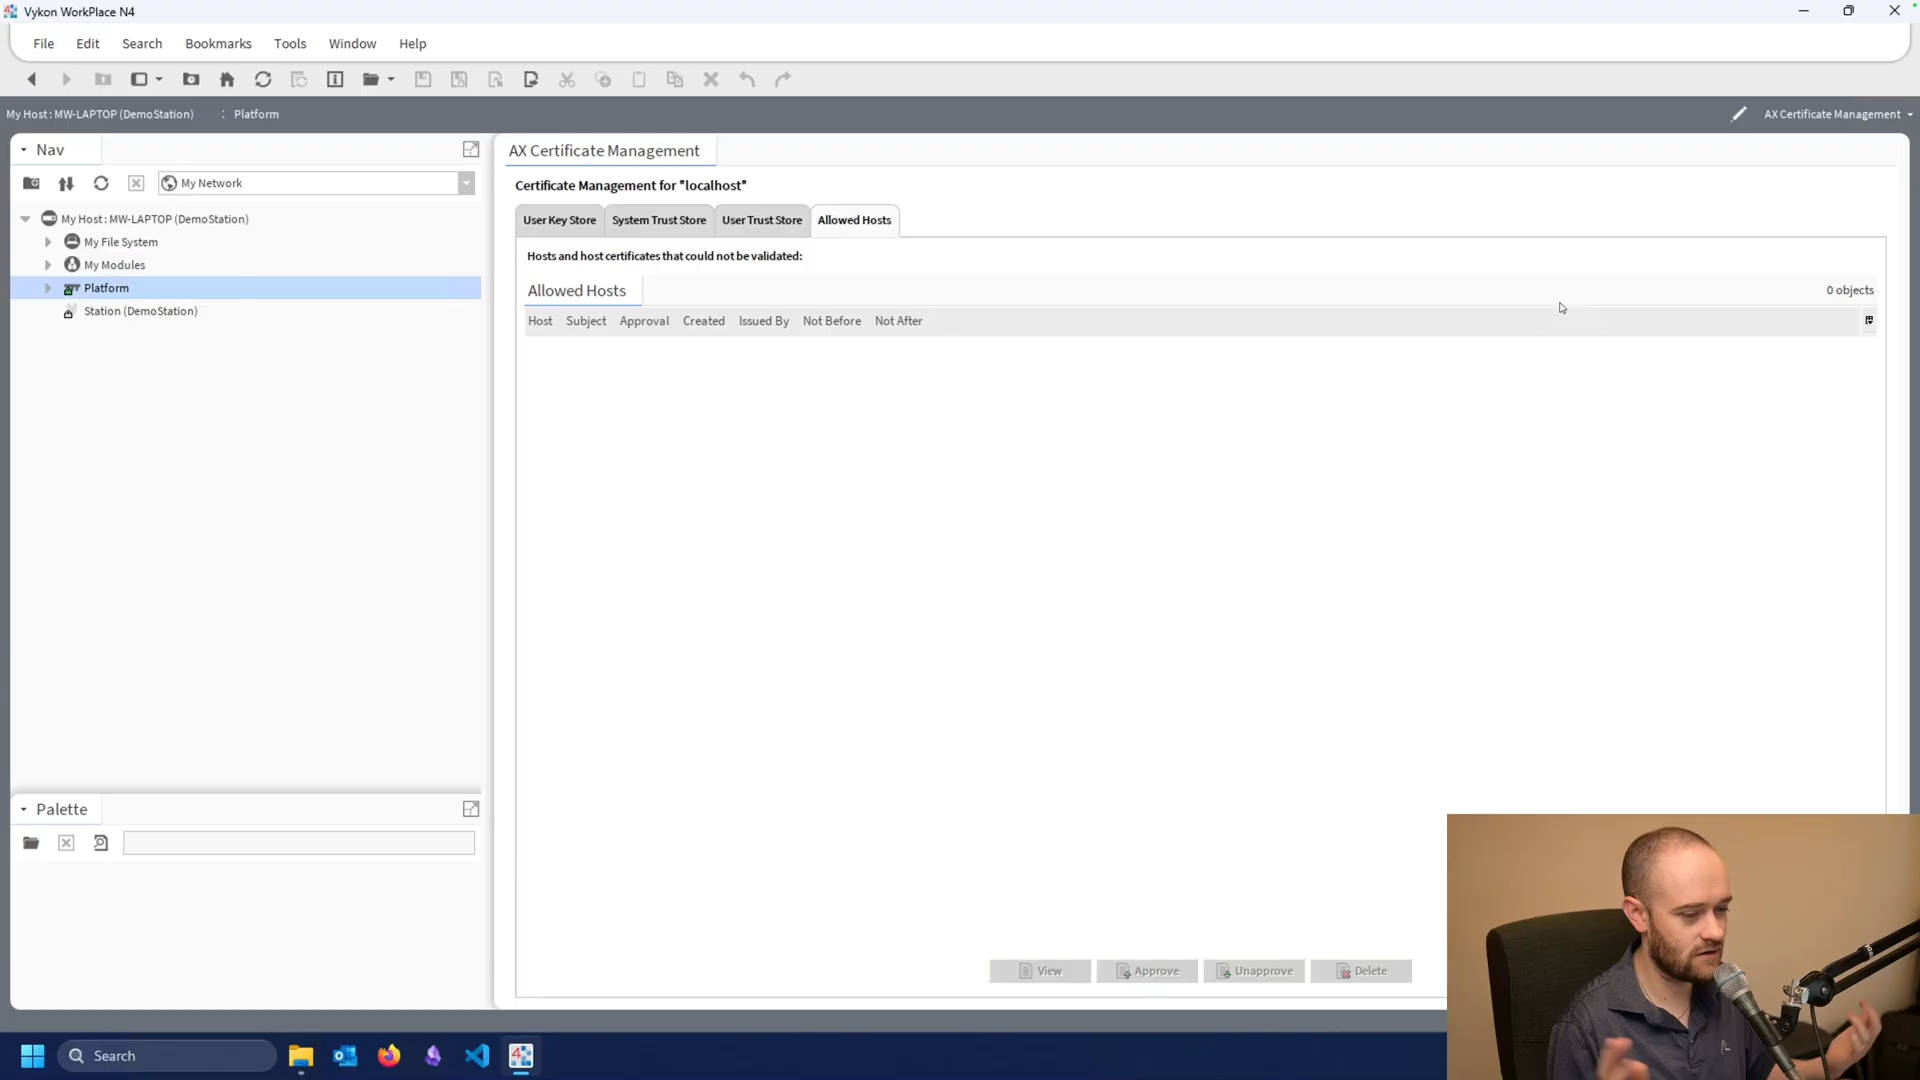 Vykon WorkPlace N4
File Edit Search Bookmarks Tools Window Help
My Host : MW-LAPTOP (DemoStation) : Platform
AX Certificate Management
Nav
AX Certificate Management
My Network
Certificate Management for "localhost"
My Host : MW-LAPTOP (DemoStation)
User Key Store System Trust Store User Trust Store Allowed Hosts
My File System
Hosts and host certificates that could not be validated:
My Modules
Platform
Allowed Hosts
0 objects
Station (DemoStation)
Host Subject Approval Created Issued By Not Before Not After
Palette
View Approve Unapprove Delete
Search